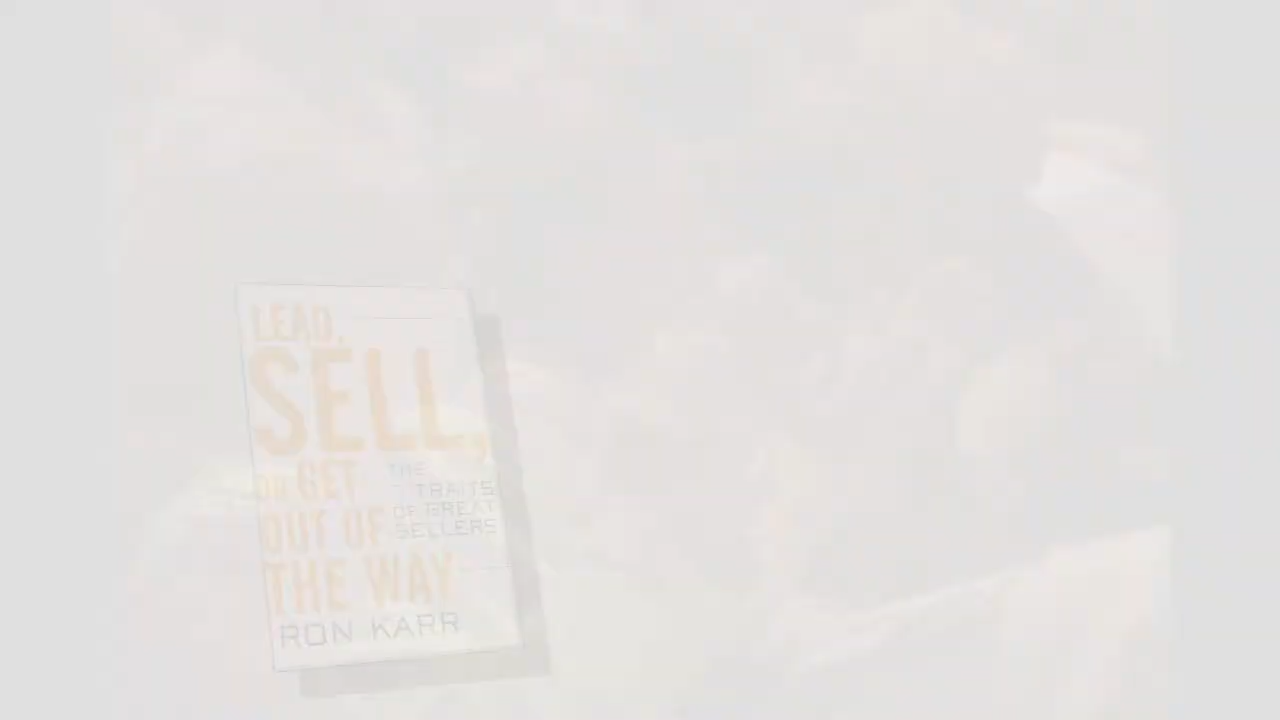 LEAD,
SELL,
OR GET
OUT OF
THE WAY
THE
7 TRAITS
OF GREAT
SELLERS
RON KARR